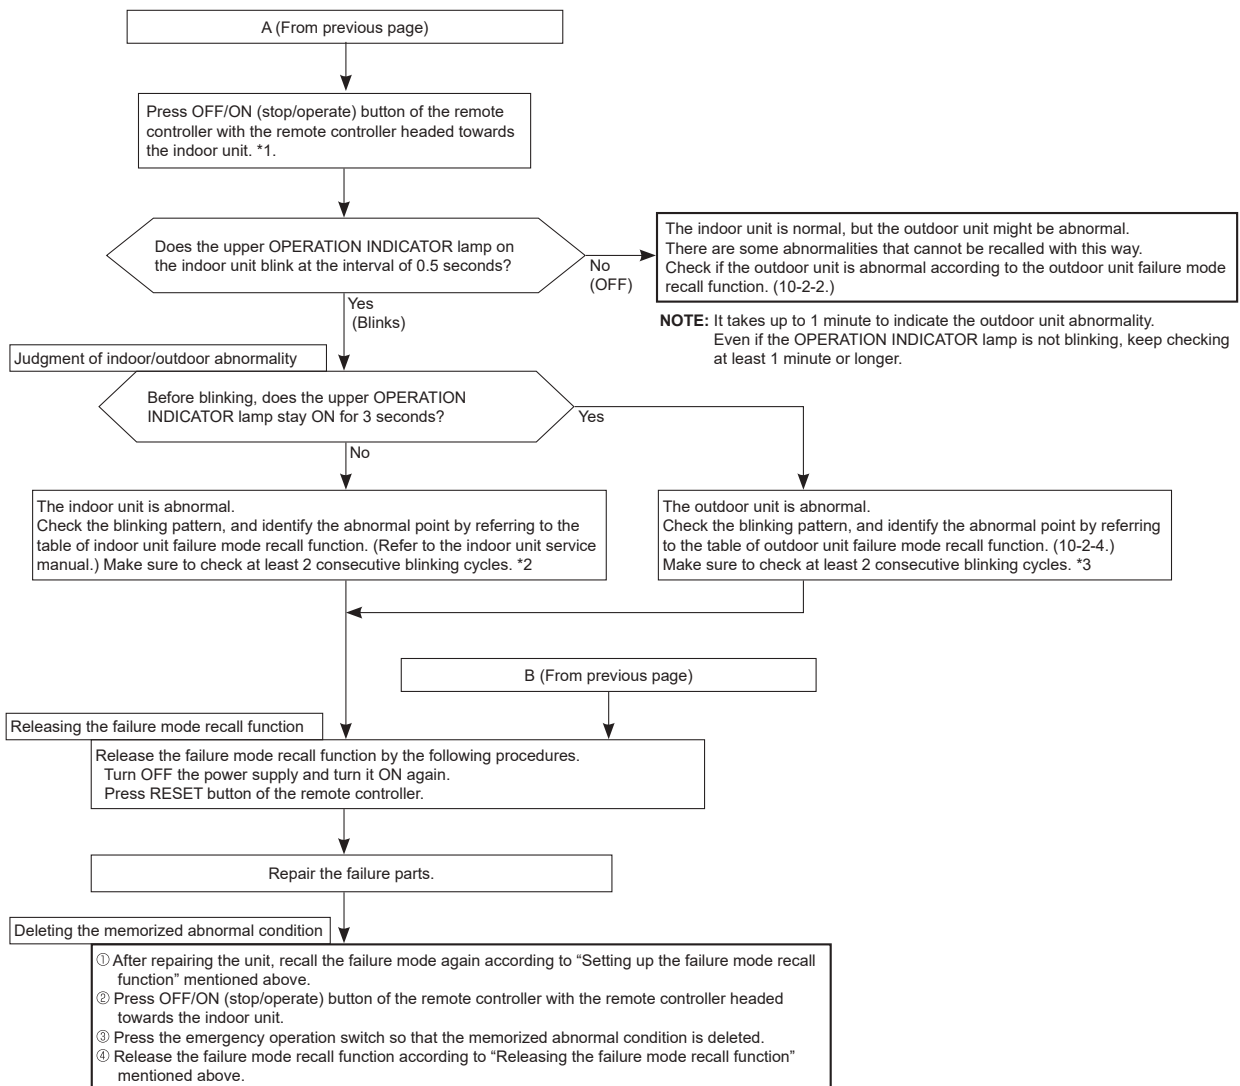 A (From previous page)
Press OFF/ON (stop/operate) button of the remote
controller with the remote controller headed towards
the indoor unit. *1.
Does the upper OPERATION INDICATOR lamp on
the indoor unit blink at the interval of 0.5 seconds?
No
(OFF)
The indoor unit is normal, but the outdoor unit might be abnormal.
There are some abnormalities that cannot be recalled with this way.
Check if the outdoor unit is abnormal according to the outdoor unit failure mode
recall function. (10-2-2.)
Yes
(Blinks)
NOTE: It takes up to 1 minute to indicate the outdoor unit abnormality.
Even if the OPERATION INDICATOR lamp is not blinking, keep checking
at least 1 minute or longer.
Judgment of indoor/outdoor abnormality
Before blinking, does the upper OPERATION
INDICATOR lamp stay ON for 3 seconds?
Yes
No
The indoor unit is abnormal.
Check the blinking pattern, and identify the abnormal point by referring to the
table of indoor unit failure mode recall function. (Refer to the indoor unit service
manual.) Make sure to check at least 2 consecutive blinking cycles. *2
The outdoor unit is abnormal.
Check the blinking pattern, and identify the abnormal point by referring
to the table of outdoor unit failure mode recall function. (10-2-4.)
Make sure to check at least 2 consecutive blinking cycles. *3
B (From previous page)
Releasing the failure mode recall function
Release the failure mode recall function by the following procedures.
Turn OFF the power supply and turn it ON again.
Press RESET button of the remote controller.
Repair the failure parts.
Deleting the memorized abnormal condition
① After repairing the unit, recall the failure mode again according to “Setting up the failure mode recall
function” mentioned above.
② Press OFF/ON (stop/operate) button of the remote controller with the remote controller headed
towards the indoor unit.
③ Press the emergency operation switch so that the memorized abnormal condition is deleted.
④ Release the failure mode recall function according to “Releasing the failure mode recall function”
mentioned above.